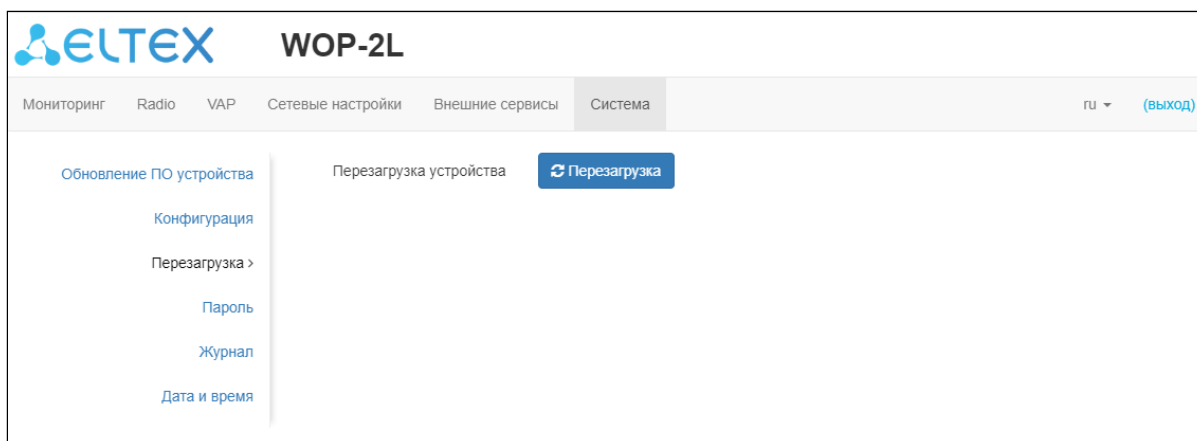 ELTEX WOP-2L
Мониторинг Radio VAP Сетевые настройки Внешние сервисы Система ru (выход)
Обновление ПО устройства Перезагрузка устройства Перезагрузка
Конфигурация
Перезагрузка >
Пароль
Журнал
Дата и время